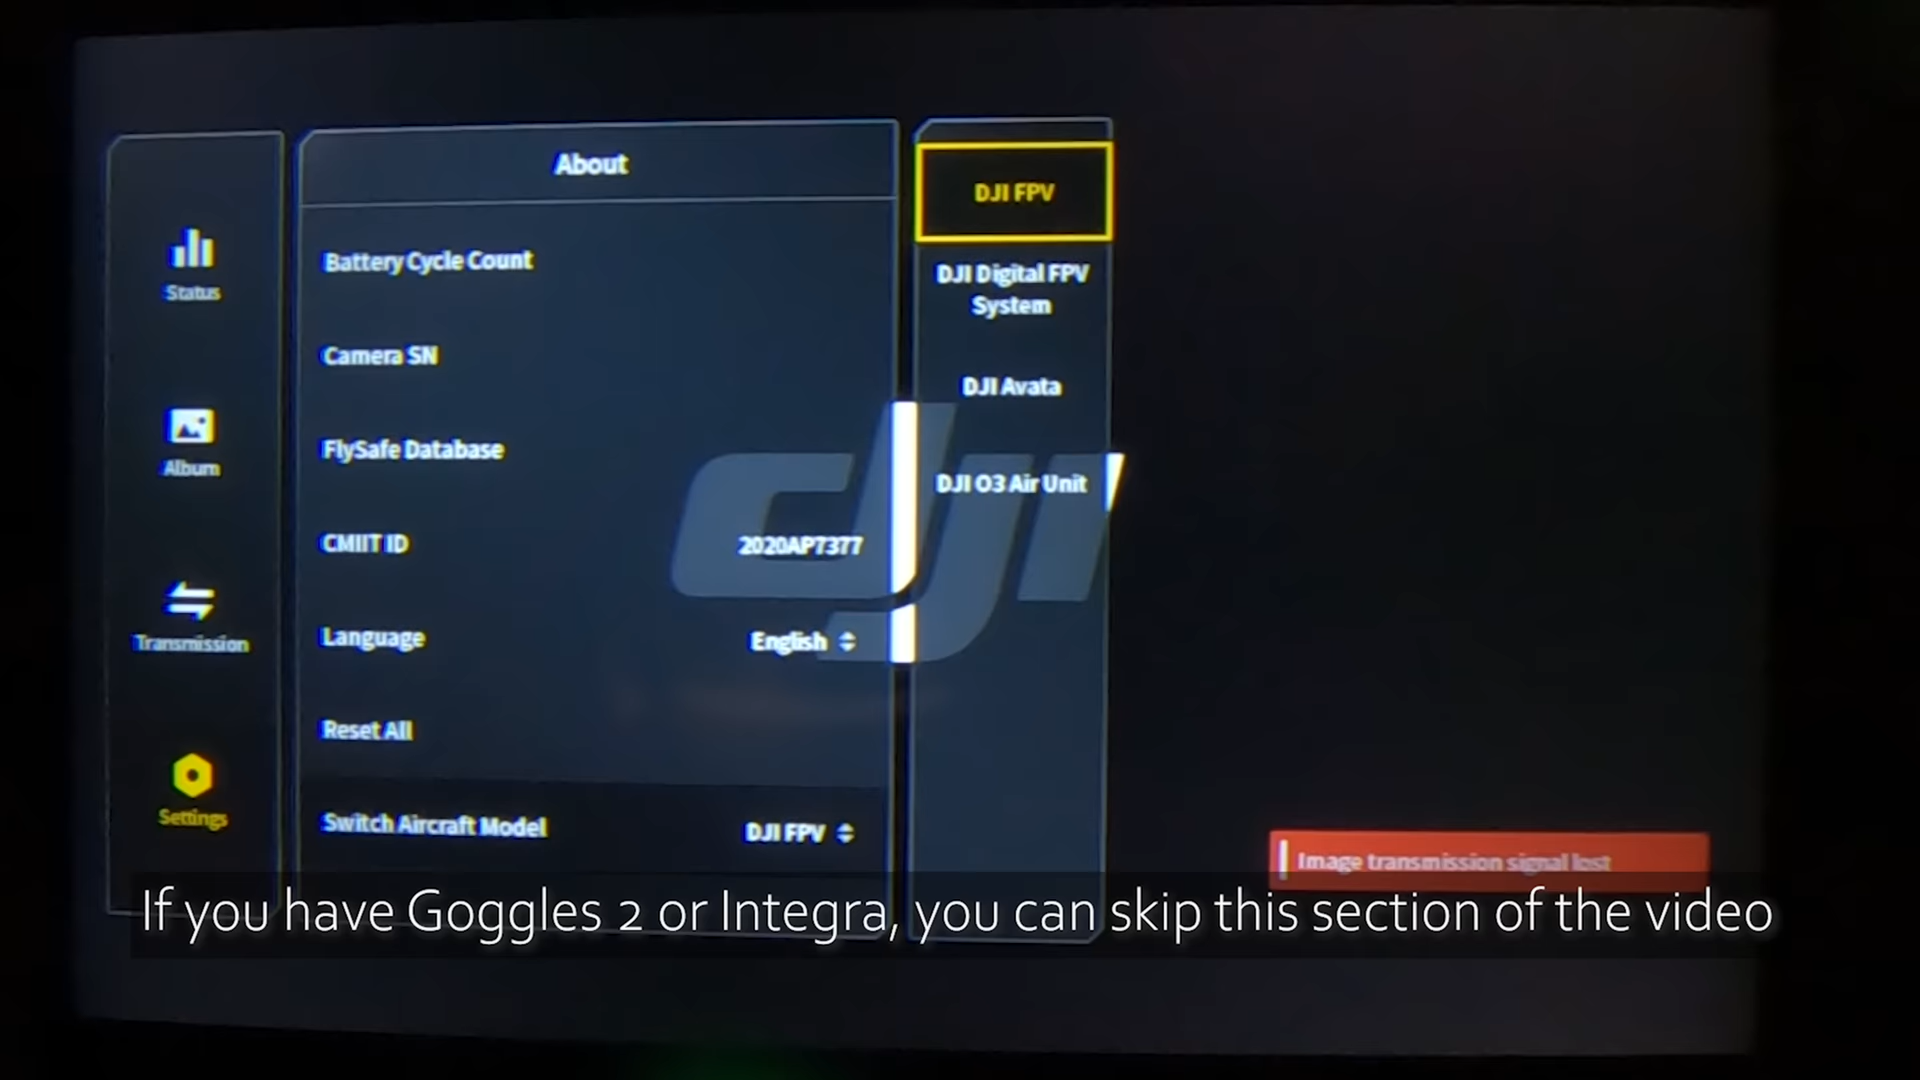 Status
Album
Transmission
Settings
About
Battery Cycle Count
Camera SN
FlySafe Database
CMIIT ID 2020AP7377
Language English
Reset All
Switch Aircraft Model DJI FPV
DJI FPV
DJI Digital FPV
System
DJI Avata
DJI O3 Air Unit
dji
Image transmission signal lost
If you have Goggles 2 or Integra, you can skip this section of the video